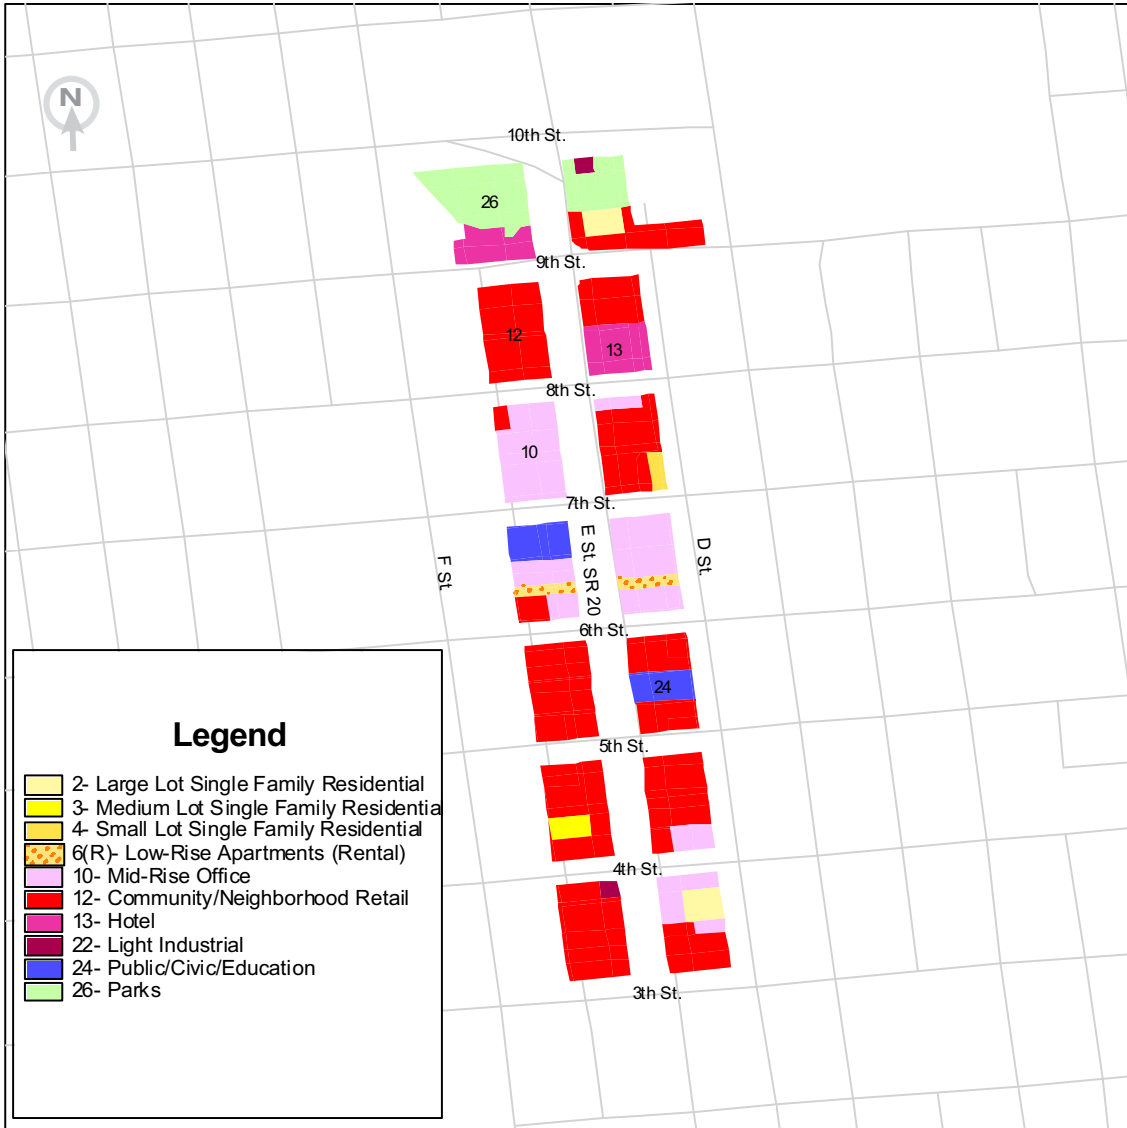 N
10th St.
26
9th St.
12
13
8th St.
10
7th St.
F St.
E St. SR 20
D St.
6th St.
24
5th St.
4th St.
3th St.
Legend
2- Large Lot Single Family Residential
3- Medium Lot Single Family Residentia
4- Small Lot Single Family Residential
6(R)- Low-Rise Apartments (Rental)
10- Mid-Rise Office
12- Community/Neighborhood Retail
13- Hotel
22- Light Industrial
24- Public/Civic/Education
26- Parks